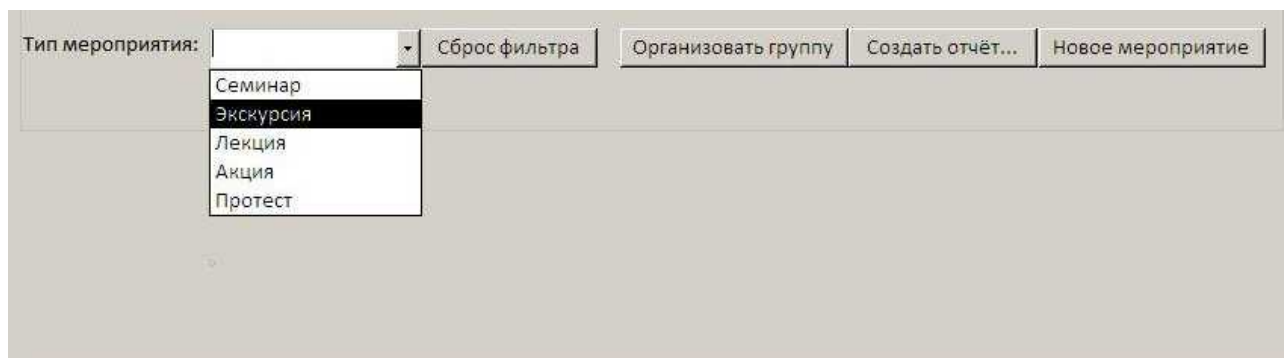 Тип мероприятия: Сброс фильтра Организовать группу Создать отчёт... Новое мероприятие
Семинар
Экскурсия
Лекция
Акция
Протест